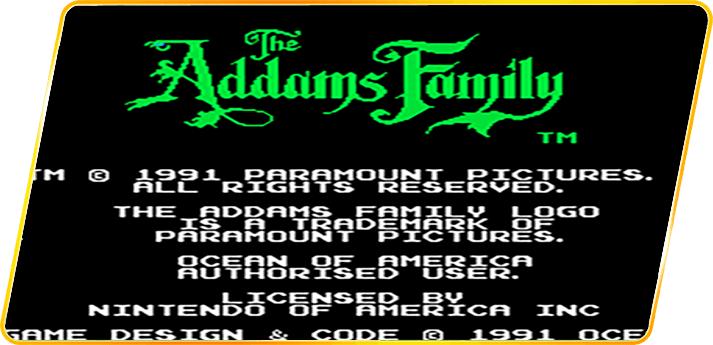 The
Addams Family
TM
TM © 1991 PARAMOUNT PICTURES.
ALL RIGHTS RESERVED.
THE ADDAMS FAMILY LOGO
IS A TRADEMARK OF
PARAMOUNT PICTURES.
OCEAN OF AMERICA
AUTHORISED USER.
LICENSED BY
NINTENDO OF AMERICA INC
GAME DESIGN & CODE © 1991 OCE